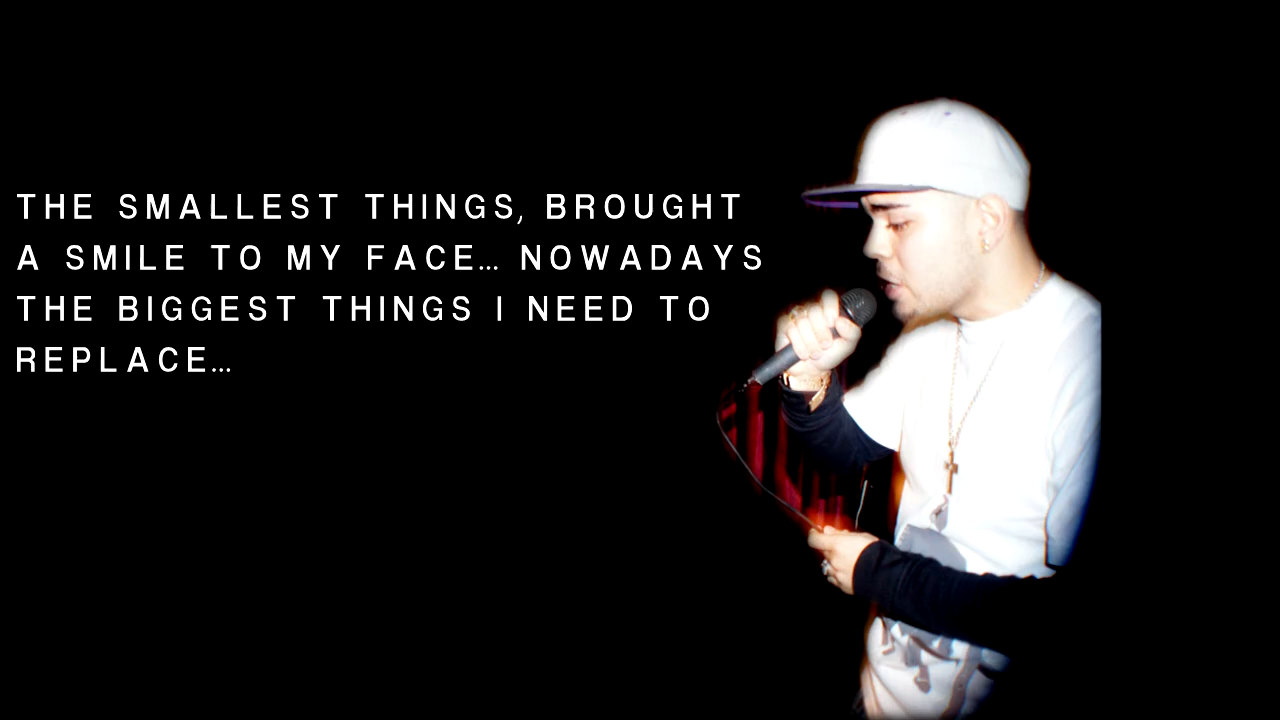 THE SMALLEST THINGS, BROUGHT
A SMILE TO MY FACE... NOWADAYS
THE BIGGEST THINGS I NEED TO
REPLACE...